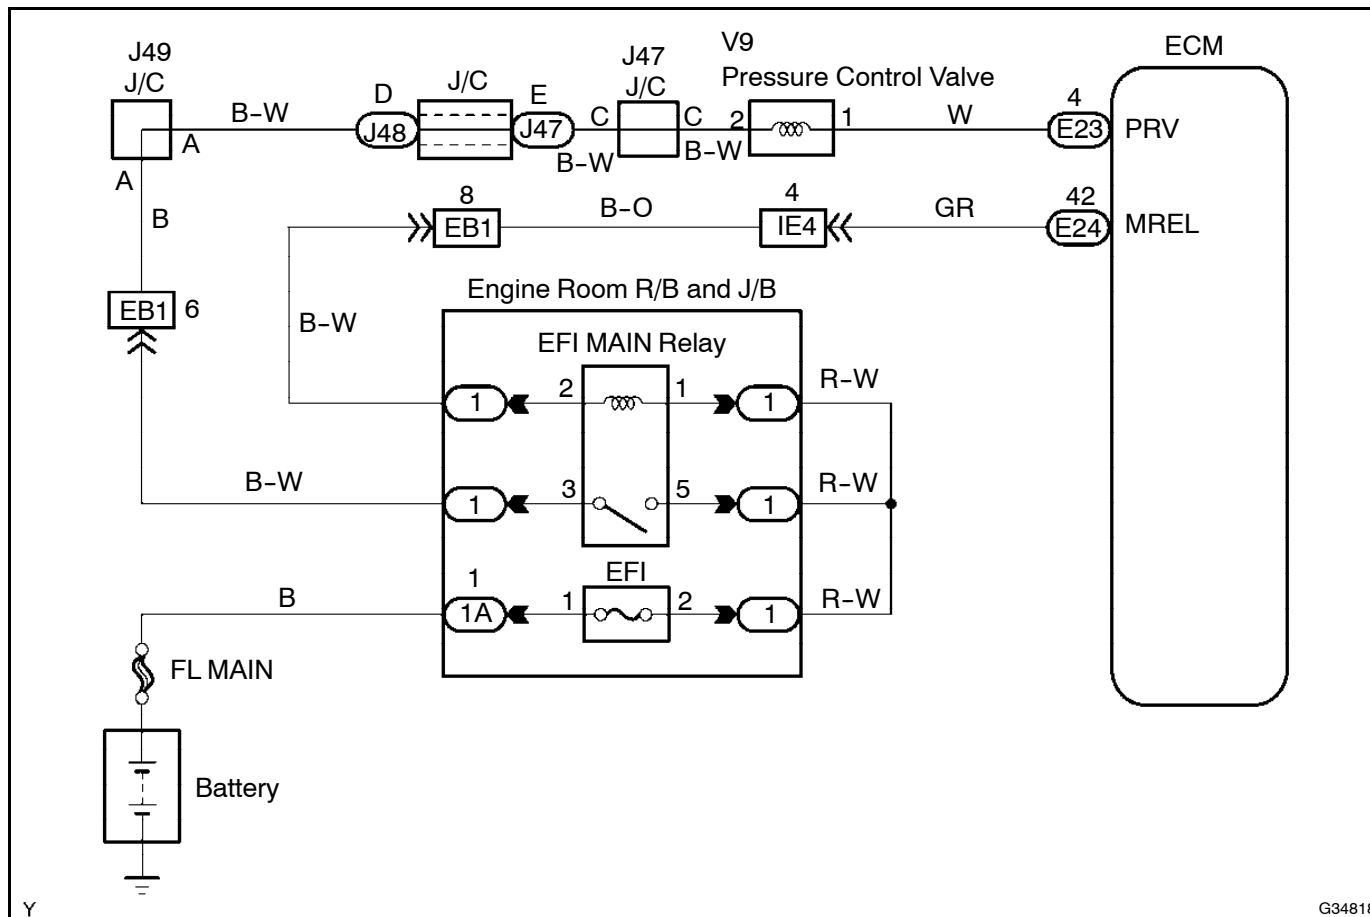 J49
J/C
J47
J/C
V9
Pressure Control Valve
ECM
B-W
D
J48
J/C
E
J47
C
C
B-W
B-W
2
1
W
4
E23
PRV
A
A
B
8
EB1
B-O
4
IE4
GR
42
E24
MREL
EB1
6
B-W
Engine Room R/B and J/B
EFI MAIN Relay
1
2
1
1
R-W
B-W
1
3
5
1
R-W
EFI
B
1
1A
1
2
1
R-W
FL MAIN
Battery
Y
G34818